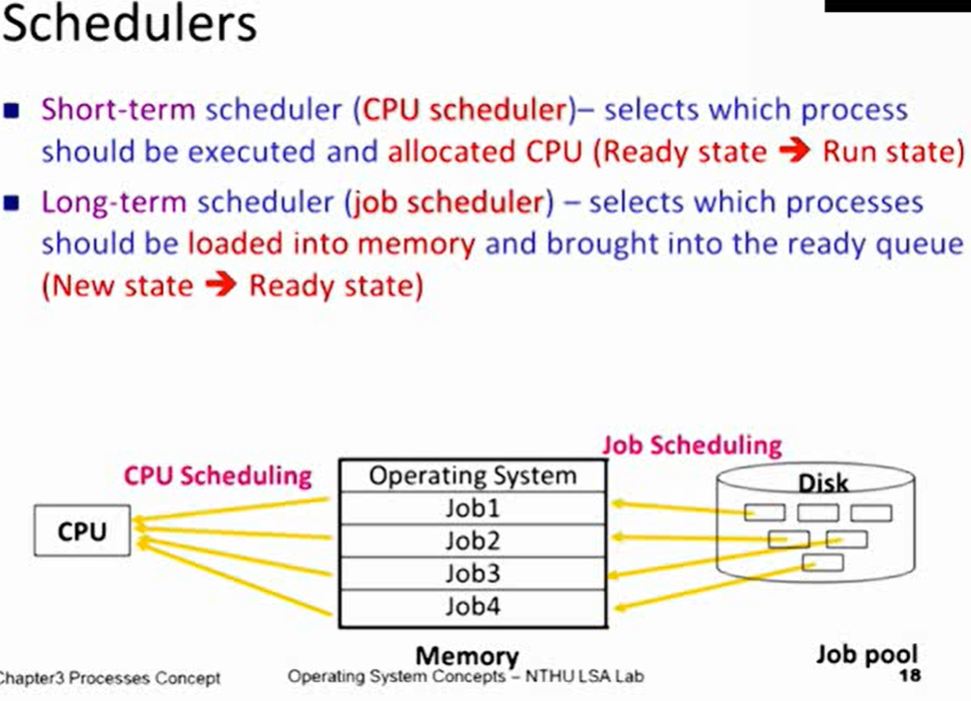 Schedulers
■ Short-term scheduler (CPU scheduler)– selects which process
should be executed and allocated CPU (Ready state ➔ Run state)
■ Long-term scheduler (job scheduler) – selects which processes
should be loaded into memory and brought into the ready queue
(New state ➔ Ready state)
Job Scheduling
CPU Scheduling
Operating System
Disk
Job1
CPU
Job2
Job3
Job4
Memory
Job pool
Chapter3 Processes Concept
Operating System Concepts – NTHU LSA Lab
18